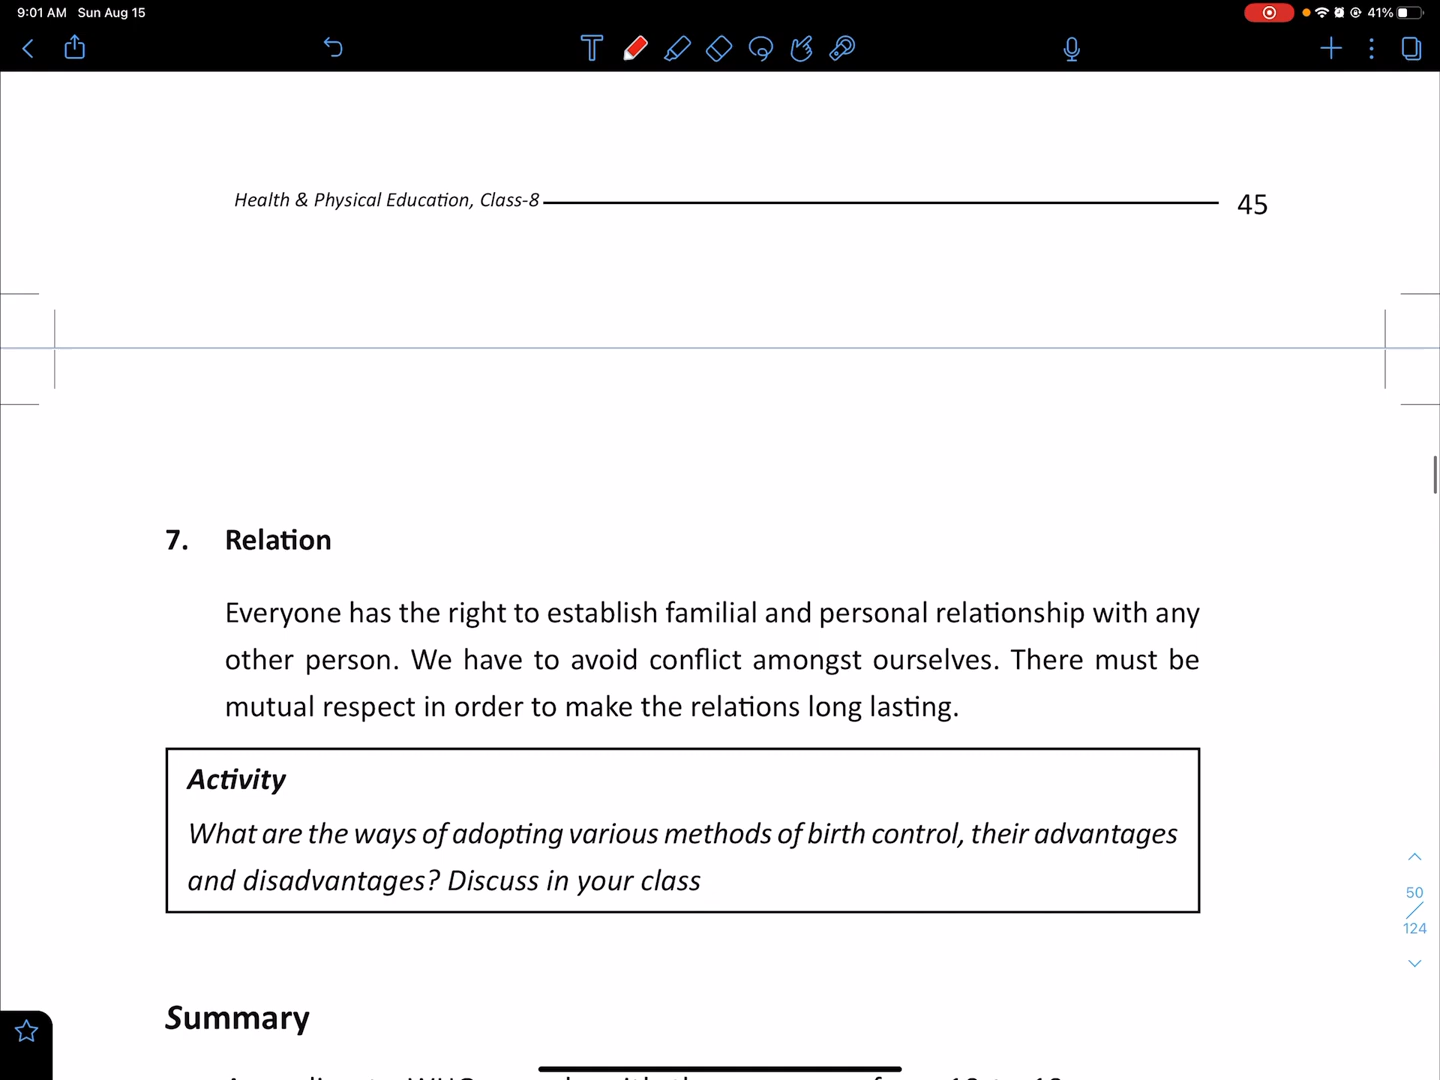 9:01 AM Sun Aug 15
41%
Health & Physical Education, Class-8 45
7. Relation
Everyone has the right to establish familial and personal relationship with any
other person. We have to avoid conflict amongst ourselves. There must be
mutual respect in order to make the relations long lasting.
Activity
What are the ways of adopting various methods of birth control, their advantages
and disadvantages? Discuss in your class
50
124
Summary